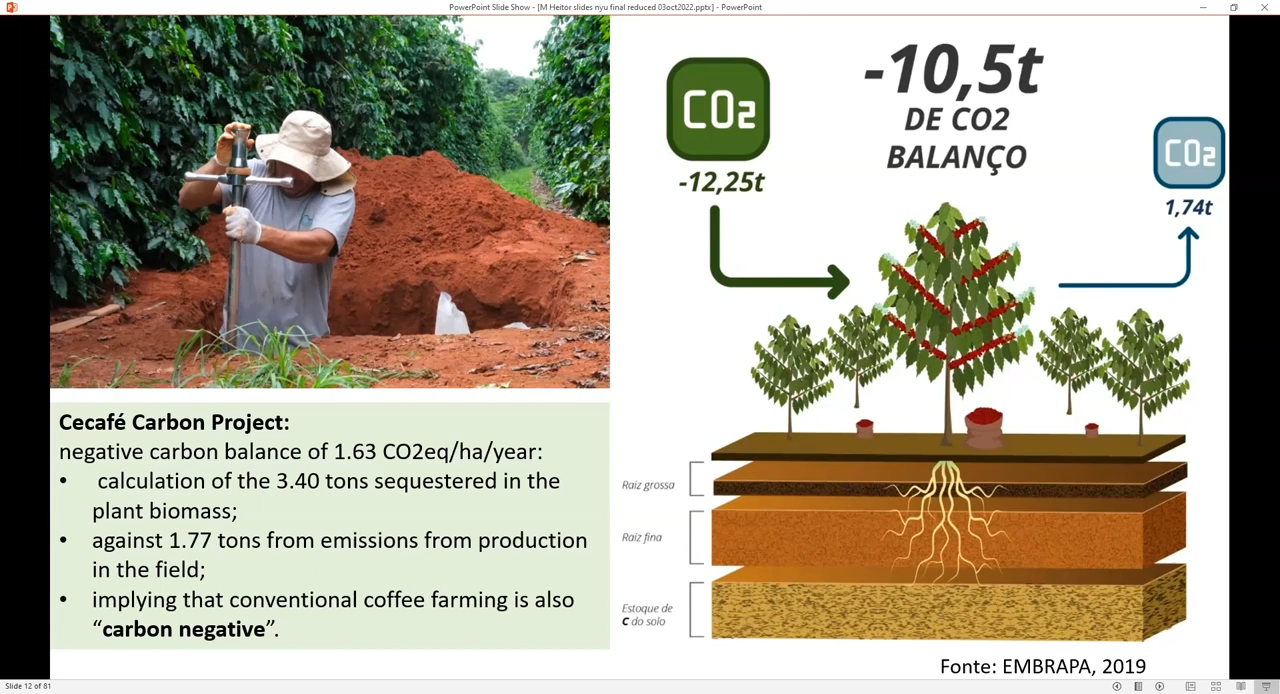 PowerPoint Slide Show - [M Heitor slides nyu final reduced 03oct2022.pptx] - PowerPoint
CO2
-12,25t
-10,5t
DE CO2
BALANÇO
CO2
1,74t
Cecafé Carbon Project:
negative carbon balance of 1.63 CO2eq/ha/year:
• calculation of the 3.40 tons sequestered in the
plant biomass;
• against 1.77 tons from emissions from production
in the field;
• implying that conventional coffee farming is also
“carbon negative”.
Raiz grossa
Raiz fina
Estoque de
C do solo
Fonte: EMBRAPA, 2019
Slide 12 of 81